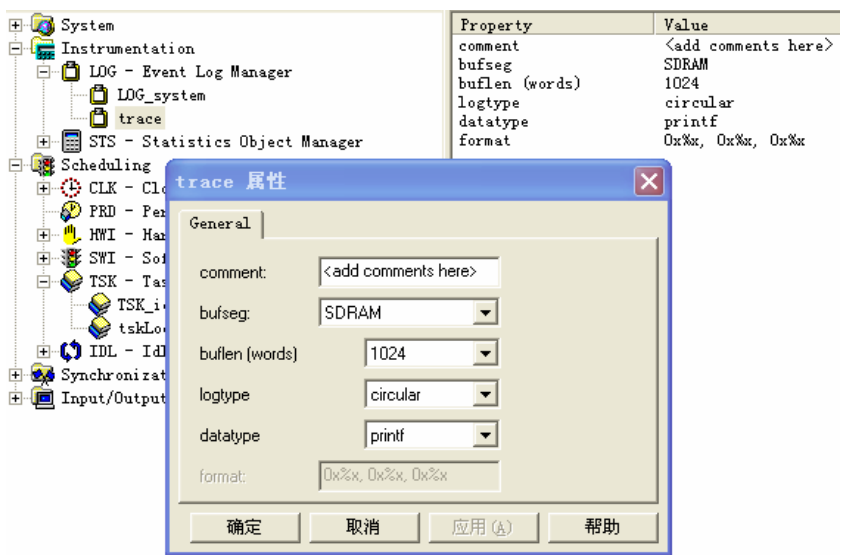 System
Instrumentation
LOG - Event Log Manager
LOG_system
trace
STS - Statistics Object Manager
Scheduling
CLK - Clo
PRD - Per
HWI - Har
SWI - Sof
TSK - Tas
TSK_i
tskLo
IDL - Idl
Synchronizat
Input/Output
Property Value
comment <add comments here>
bufseg SDRAM
buflen (words) 1024
logtype circular
datatype printf
format 0x%x, 0x%x, 0x%x
trace 属性
General
comment: <add comments here>
bufseg: SDRAM
buflen (words) 1024
logtype circular
datatype printf
format: 0x%x, 0x%x, 0x%x
确定 取消 应用(A) 帮助